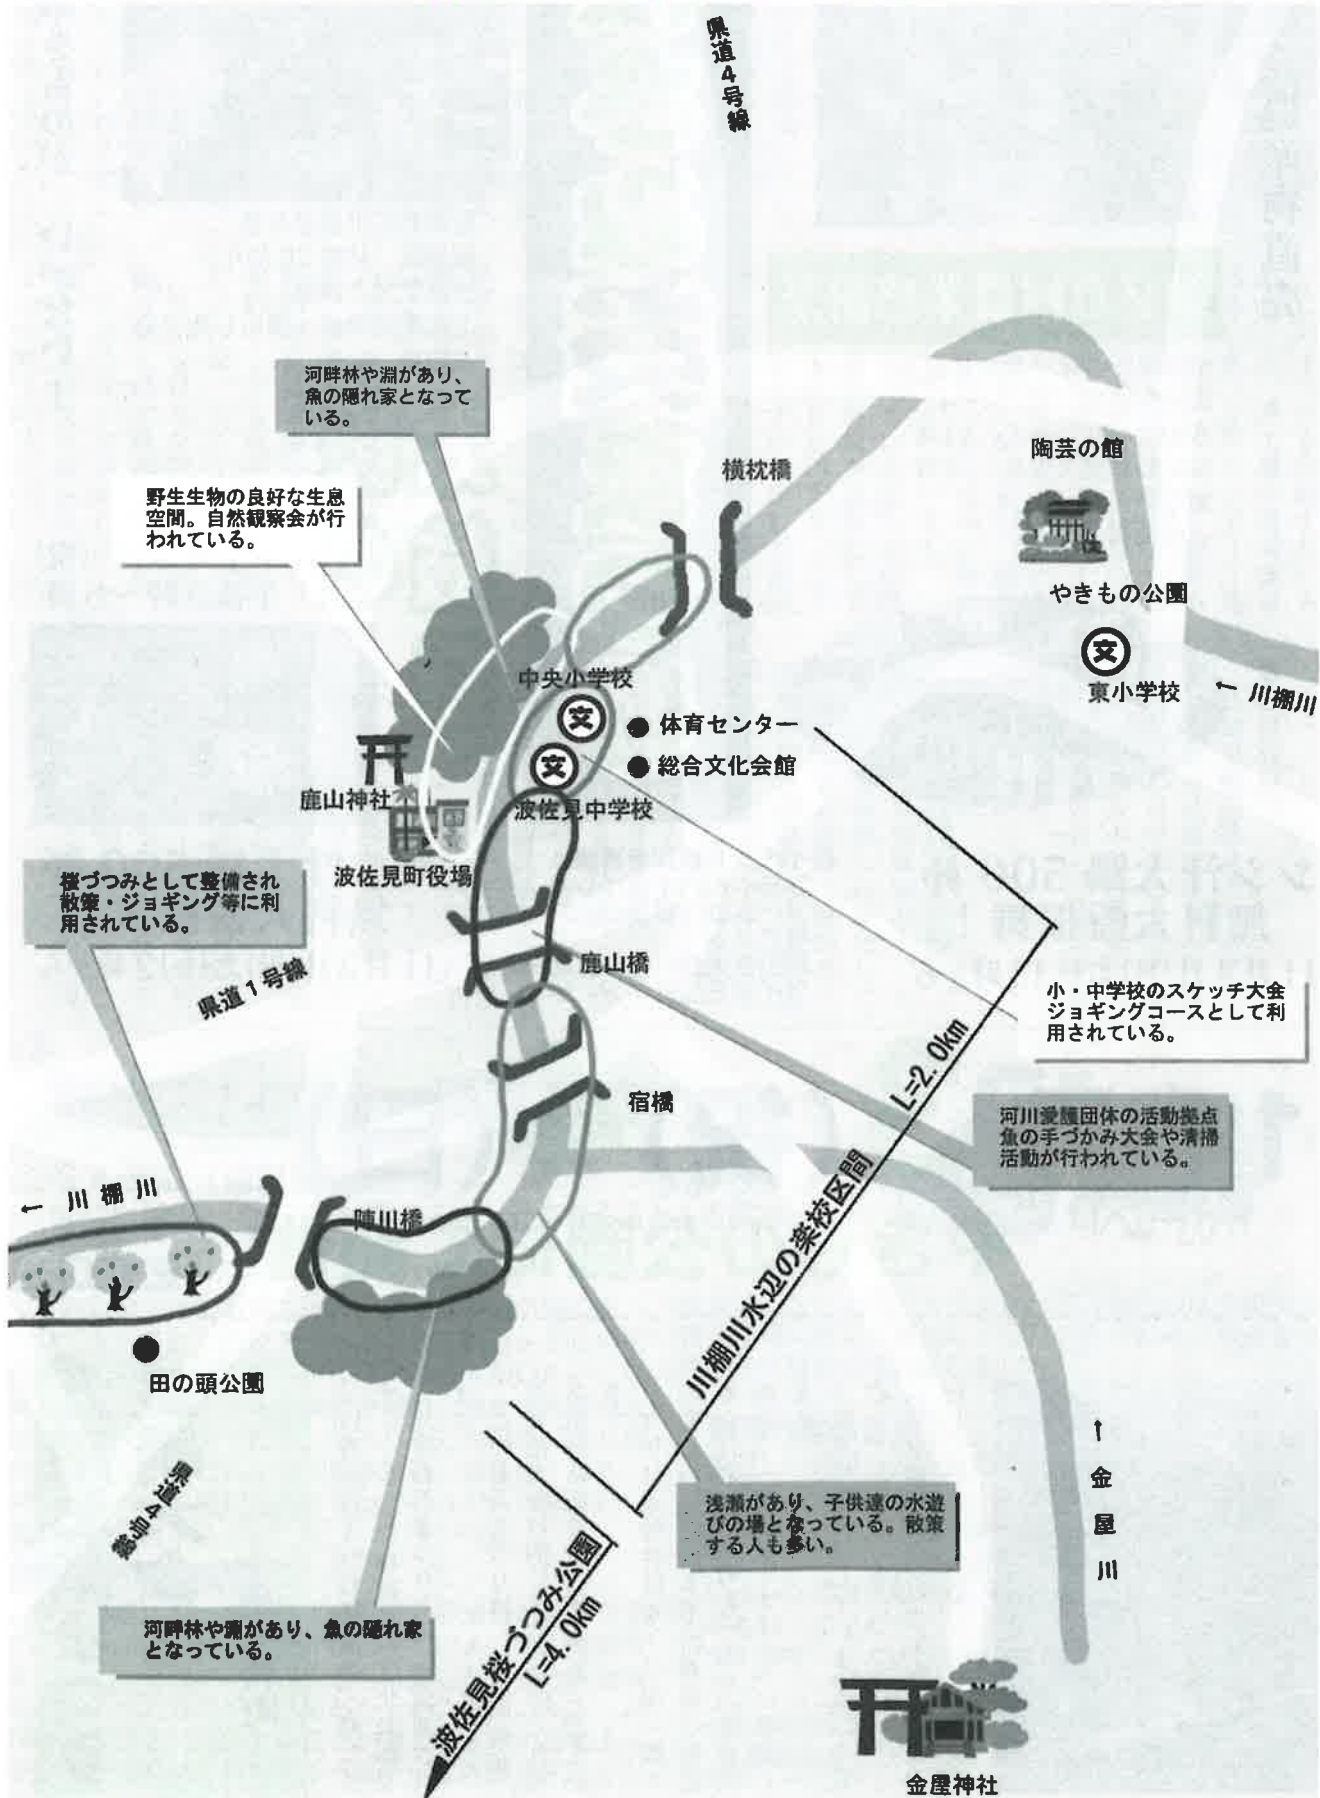 県道4号線
河畔林や淵があり、
魚の隠れ家となって
いる。
横枕橋
陶芸の館
野生生物の良好な生息
空間。自然観察会が行
われている。
やきもの公園
文
東小学校
← 川棚川
中央小学校
文
体育センター
文
総合文化会館
鹿山神社
波佐見中学校
波佐見町役場
桜づつみとして整備され
散策・ジョギング等に利
用されている。
鹿山橋
県道1号線
小・中学校のスケッチ大会
ジョギングコースとして利
用されている。
L=2.0km
宿橋
河川愛護団体の活動拠点
魚の手づかみ大会や清掃
活動が行われている。
← 川棚川
陣川橋
川棚川水辺の楽校区間
田の頭公園
県道4号線
↑金屋川
浅瀬があり、子供達の水遊
びの場となっている。散策
する人も多い。
波佐見桜づつみ公園
L=4.0km
河畔林や淵があり、魚の隠れ家
となっている。
金屋神社